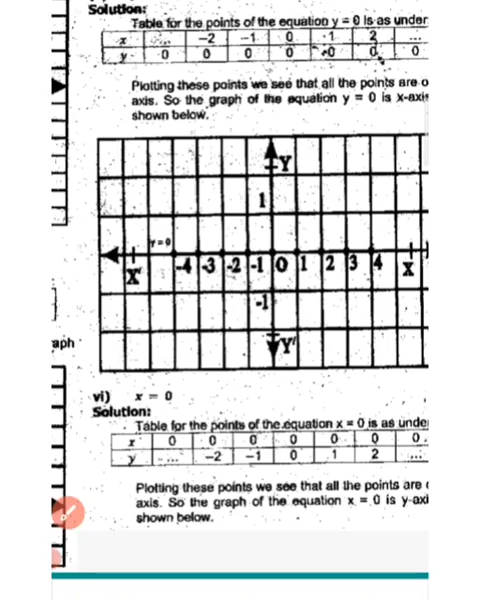 Solution:
Table for the points of the equation y = 0 is as under
x ... -2 -1 0 1 2 ...
y 0 0 0 0 0 0 0
Plotting these points we see that all the points are o
axis. So the graph of the equation y = 0 is x-axis
shown below.
Y
1
Y=0
-4 -3 -2 -1 0 1 2 3 4
X' X
-1
Y'
aph
vi) x = 0
Solution:
Table for the points of the equation x = 0 is as unde
x 0 0 0 0 0 0 0
y ... -2 -1 0 1 2 ...
Plotting these points we see that all the points are
axis. So the graph of the equation x = 0 is y-axi
shown below.